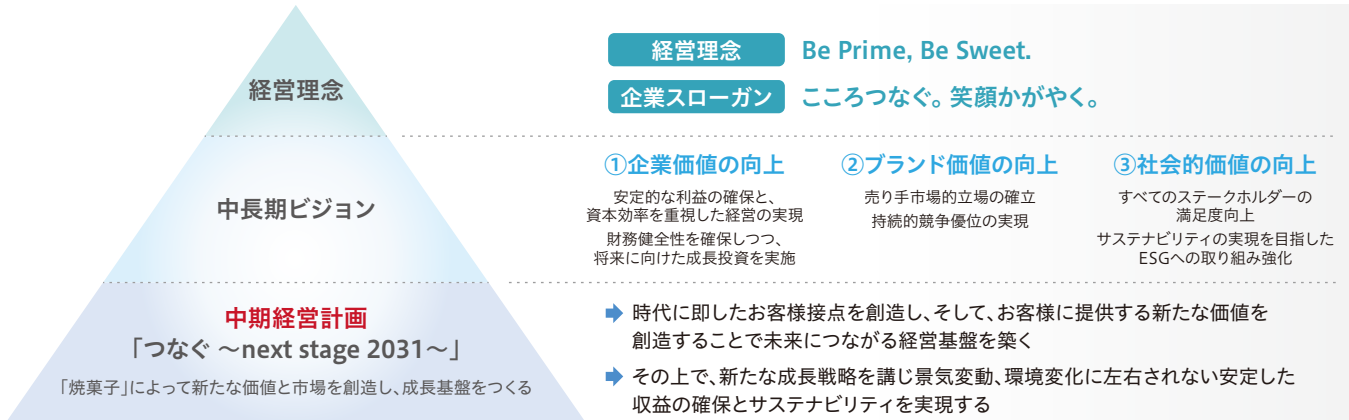 経営理念
経営理念 Be Prime, Be Sweet.
企業スローガン こころつなぐ。笑顔かがやく。
中長期ビジョン
①企業価値の向上
安定的な利益の確保と、
資本効率を重視した経営の実現
財務健全性を確保しつつ、
将来に向けた成長投資を実施
②ブランド価値の向上
売り手市場的立場の確立
持続的競争優位の実現
③社会的価値の向上
すべてのステークホルダーの
満足度向上
サステナビリティの実現を目指した
ESGへの取り組み強化
中期経営計画
「つなぐ ～next stage 2031～」
「焼菓子」によって新たな価値と市場を創造し、成長基盤をつくる
時代に即したお客様接点を創造し、そして、お客様に提供する新たな価値を
創造することで未来につながる経営基盤を築く
その上で、新たな成長戦略を講じ景気変動、環境変化に左右されない安定した
収益の確保とサステナビリティを実現する